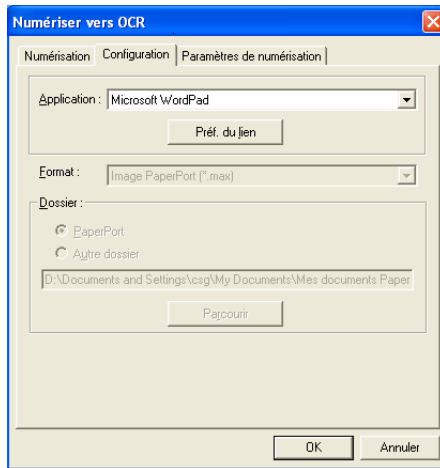 Numériser vers OCR
Numérisation Configuration Paramètres de numérisation
Application : Microsoft WordPad
Préf. du lien
Format : Image PaperPort (*.max)
Dossier :
PaperPort
Autre dossier
D:\Documents and Settings\csg\My Documents\Mes documents Paper
Parcourir
OK Annuler